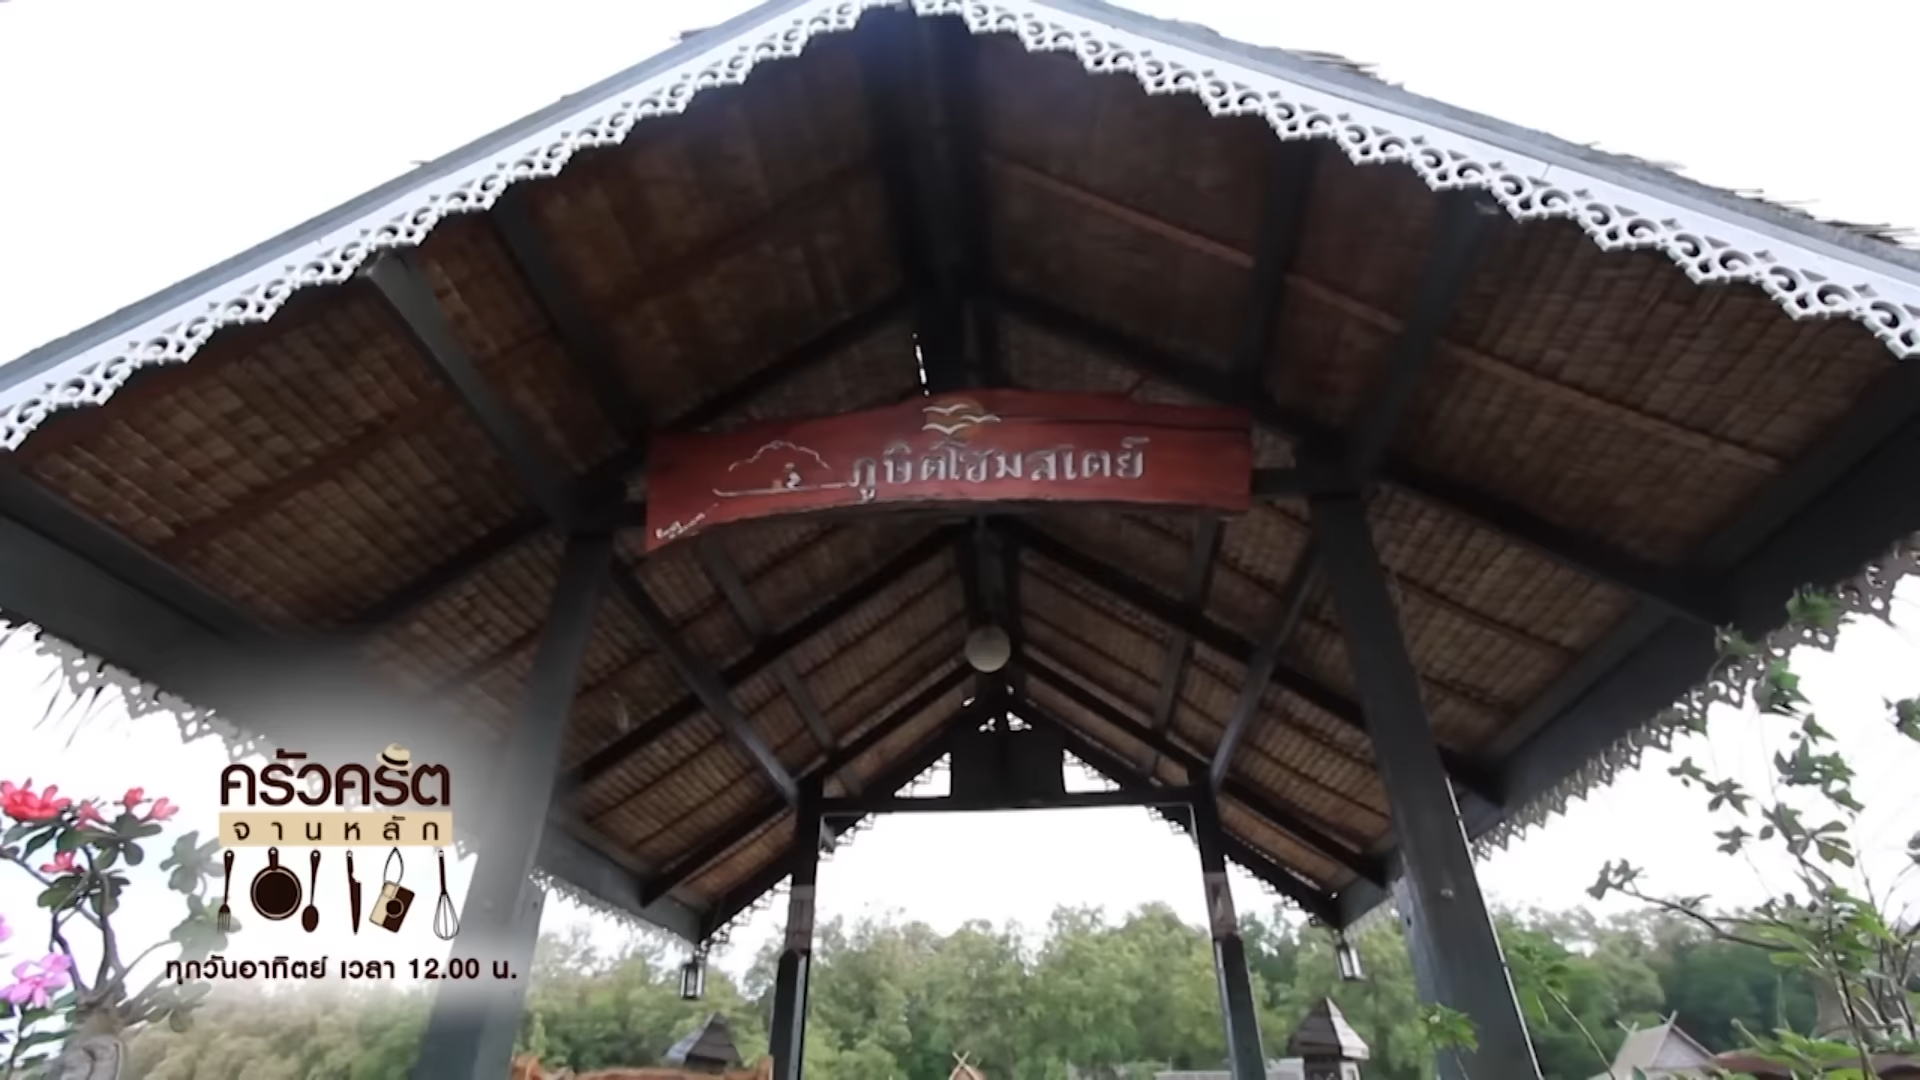 ภูษิตโฮมสเตย์
ครัวคริต
จานหลัก
ทุกวันอาทิตย์ เวลา 12.00 น.